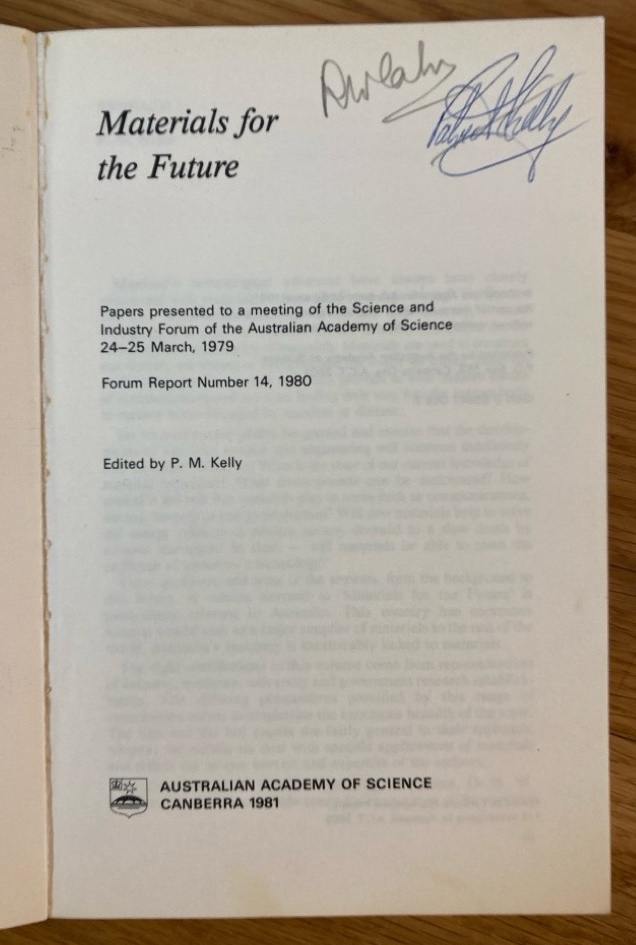 Materials for
the Future
Papers presented to a meeting of the Science and
Industry Forum of the Australian Academy of Science
24–25 March, 1979
Forum Report Number 14, 1980
Edited by P. M. Kelly
AUSTRALIAN ACADEMY OF SCIENCE
CANBERRA 1981